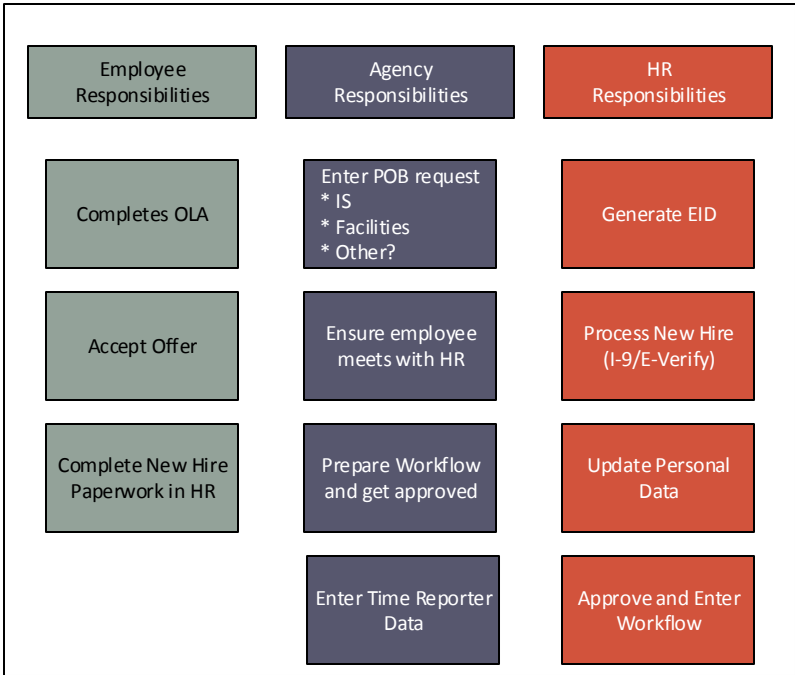 Employee
Responsibilities
Agency
Responsibilities
HR
Responsibilities
Completes OLA
Enter POB request
* IS
* Facilities
* Other?
Generate EID
Accept Offer
Ensure employee
meets with HR
Process New Hire
(I-9/E-Verify)
Complete New Hire
Paperwork in HR
Prepare Workflow
and get approved
Update Personal
Data
Enter Time Reporter
Data
Approve and Enter
Workflow